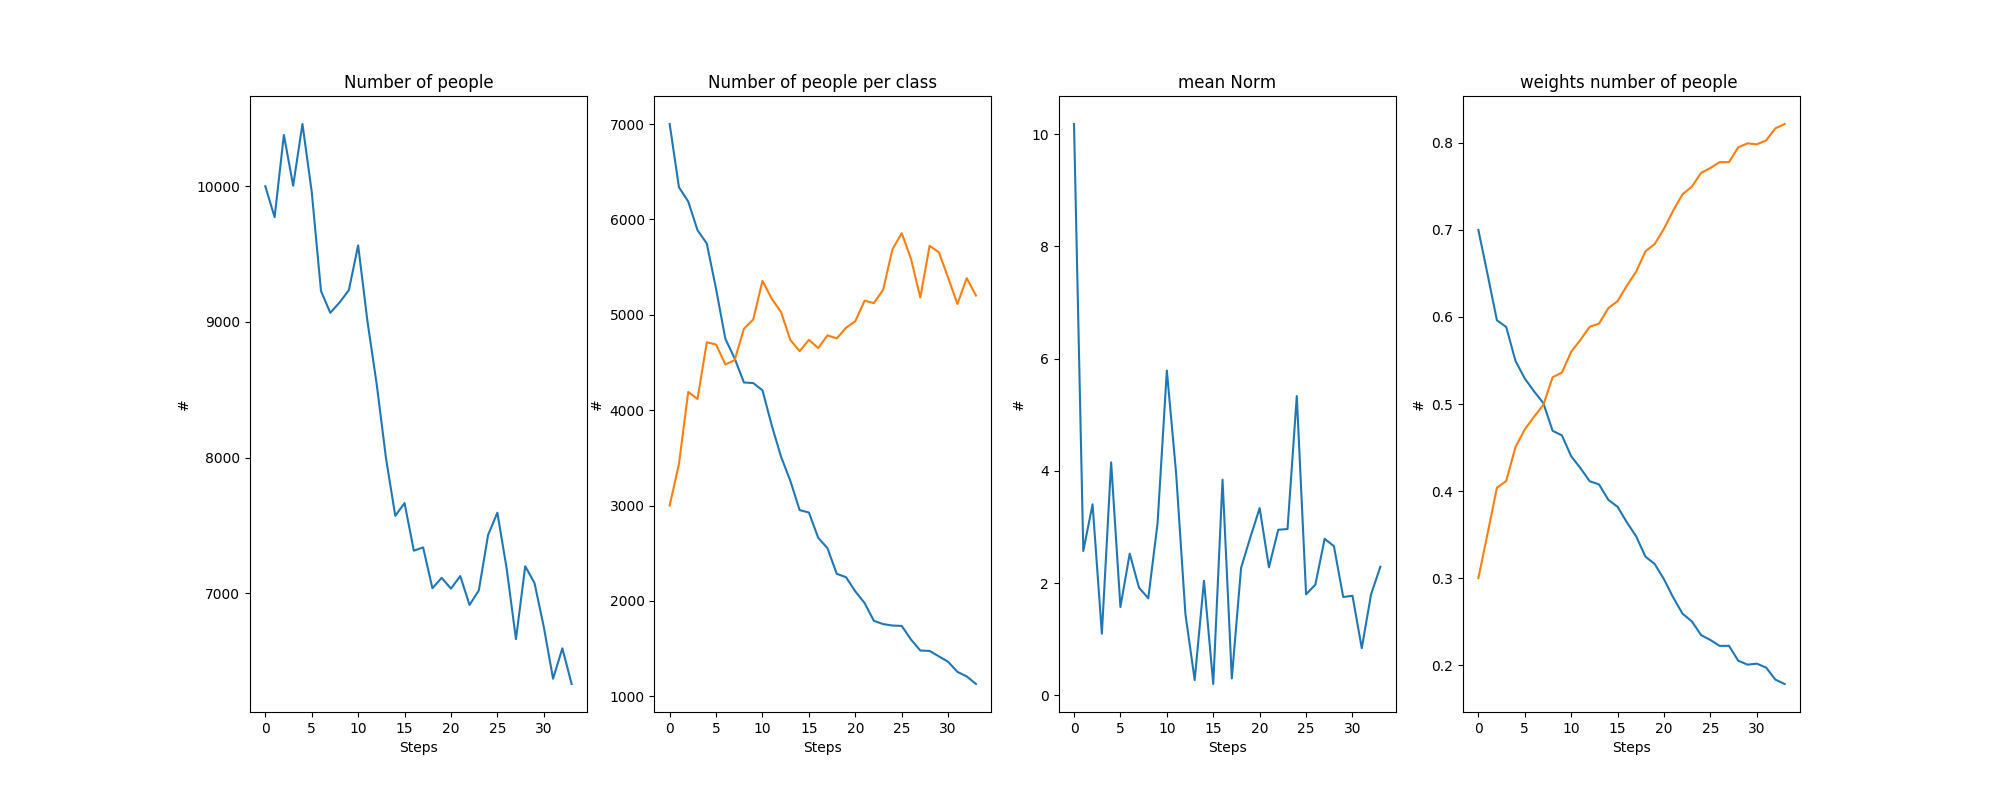 Number of people
10000
9000
8000
7000
#
0 5 10 15 20 25 30
Steps
Number of people per class
7000
6000
5000
4000
3000
2000
1000
#
0 5 10 15 20 25 30
Steps
mean Norm
10
8
6
4
2
0
#
0 5 10 15 20 25 30
Steps
weights number of people
0.8
0.7
0.6
0.5
0.4
0.3
0.2
#
0 5 10 15 20 25 30
Steps